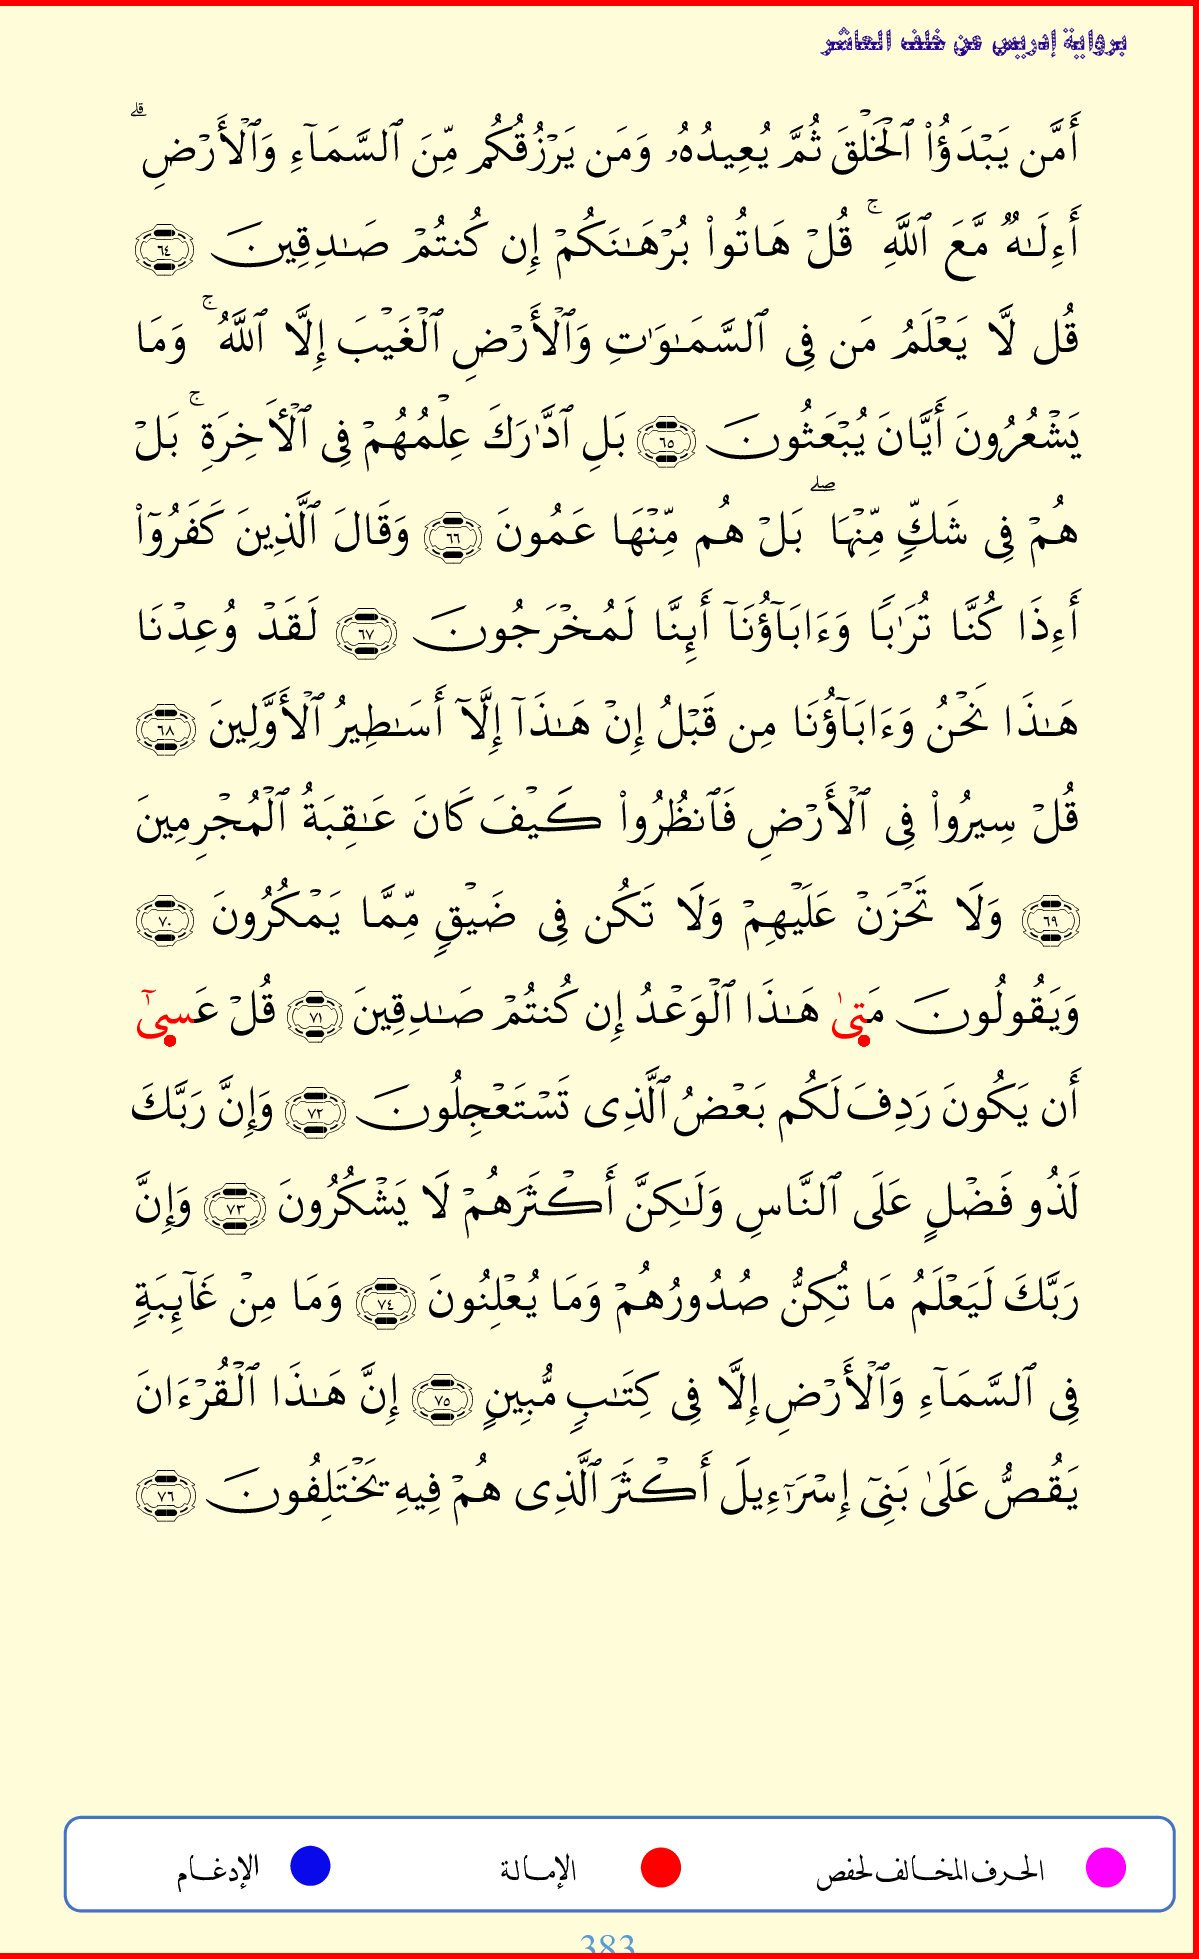 برواية إدريس عن خلف العاشر
أَمَّن يَبْدَؤُا۟ ٱلْخَلْقَ ثُمَّ يُعِيدُهُۥ وَمَن يَرْزُقُكُم مِّنَ ٱلسَّمَآءِ وَٱلْأَرْضِ ۗ
أَءِلَـٰهٌ مَّعَ ٱللَّهِ ۚ قُلْ هَاتُوا۟ بُرْهَـٰنَكُمْ إِن كُنتُمْ صَـٰدِقِينَ ٦٤
قُل لَّا يَعْلَمُ مَن فِى ٱلسَّمَـٰوَٰتِ وَٱلْأَرْضِ ٱلْغَيْبَ إِلَّا ٱللَّهُ ۚ وَمَا
يَشْعُرُونَ أَيَّانَ يُبْعَثُونَ ٦٥ بَلِ ٱدَّٰرَكَ عِلْمُهُمْ فِى ٱلْـَٔاخِرَةِ ۚ بَلْ
هُمْ فِى شَكٍّ مِّنْهَا ۖ بَلْ هُم مِّنْهَا عَمُونَ ٦٦ وَقَالَ ٱلَّذِينَ كَفَرُوٓا۟
أَءِذَا كُنَّا تُرَٰبًا وَءَابَآؤُنَآ أَئِنَّا لَمُخْرَجُونَ ٦٧ لَقَدْ وُعِدْنَا
هَـٰذَا نَحْنُ وَءَابَآؤُنَا مِن قَبْلُ إِنْ هَـٰذَآ إِلَّآ أَسَـٰطِيرُ ٱلْأَوَّلِينَ ٦٨
قُلْ سِيرُوا۟ فِى ٱلْأَرْضِ فَٱنظُرُوا۟ كَيْفَ كَانَ عَـٰقِبَةُ ٱلْمُجْرِمِينَ
٦٩ وَلَا تَحْزَنْ عَلَيْهِمْ وَلَا تَكُن فِى ضَيْقٍ مِّمَّا يَمْكُرُونَ ٧٠
وَيَقُولُونَ مَتىٰ هَـٰذَا ٱلْوَعْدُ إِن كُنتُمْ صَـٰدِقِينَ ٧١ قُلْ عَسىٰٓ
أَن يَكُونَ رَدِفَ لَكُم بَعْضُ ٱلَّذِى تَسْتَعْجِلُونَ ٧٢ وَإِنَّ رَبَّكَ
لَذُو فَضْلٍ عَلَى ٱلنَّاسِ وَلَـٰكِنَّ أَكْثَرَهُمْ لَا يَشْكُرُونَ ٧٣ وَإِنَّ
رَبَّكَ لَيَعْلَمُ مَا تُكِنُّ صُدُورُهُمْ وَمَا يُعْلِنُونَ ٧٤ وَمَا مِنْ غَآئِبَةٍ
فِى ٱلسَّمَآءِ وَٱلْأَرْضِ إِلَّا فِى كِتَـٰبٍ مُّبِينٍ ٧٥ إِنَّ هَـٰذَا ٱلْقُرْءَانَ
يَقُصُّ عَلَىٰ بَنِىٓ إِسْرَٰٓءِيلَ أَكْثَرَ ٱلَّذِى هُمْ فِيهِ يَخْتَلِفُونَ ٧٦
الحرف المخالف لحفص الإمالة الإدغام
383